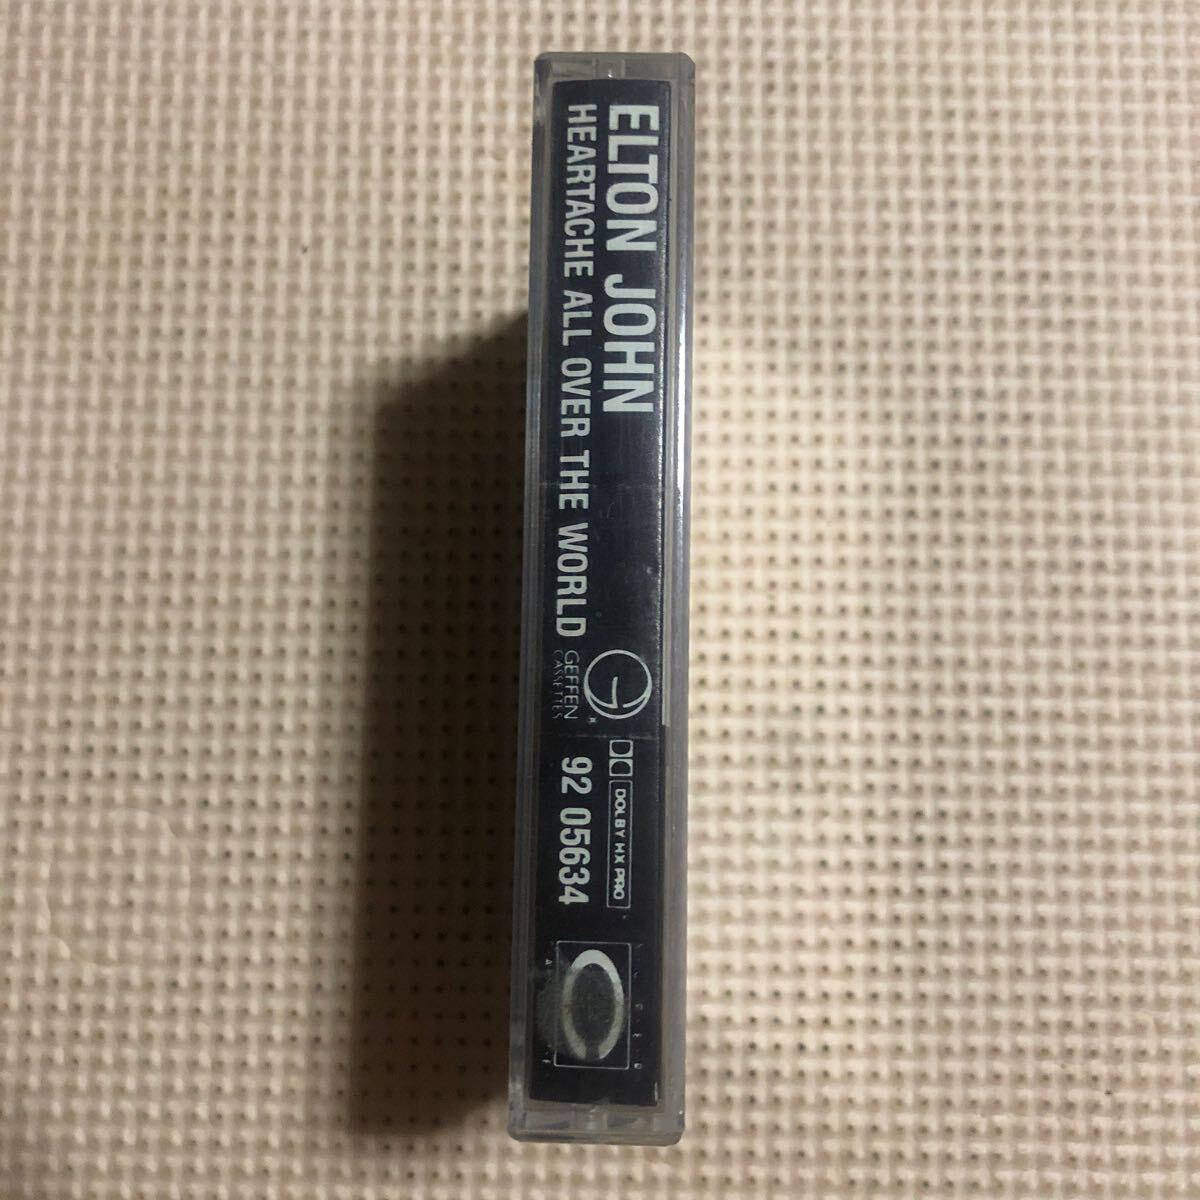 ELTON JOHN
HEARTACHE ALL OVER THE WORLD
GEFFEN
CASSETTES
DOLBY HX PRO
92 05634